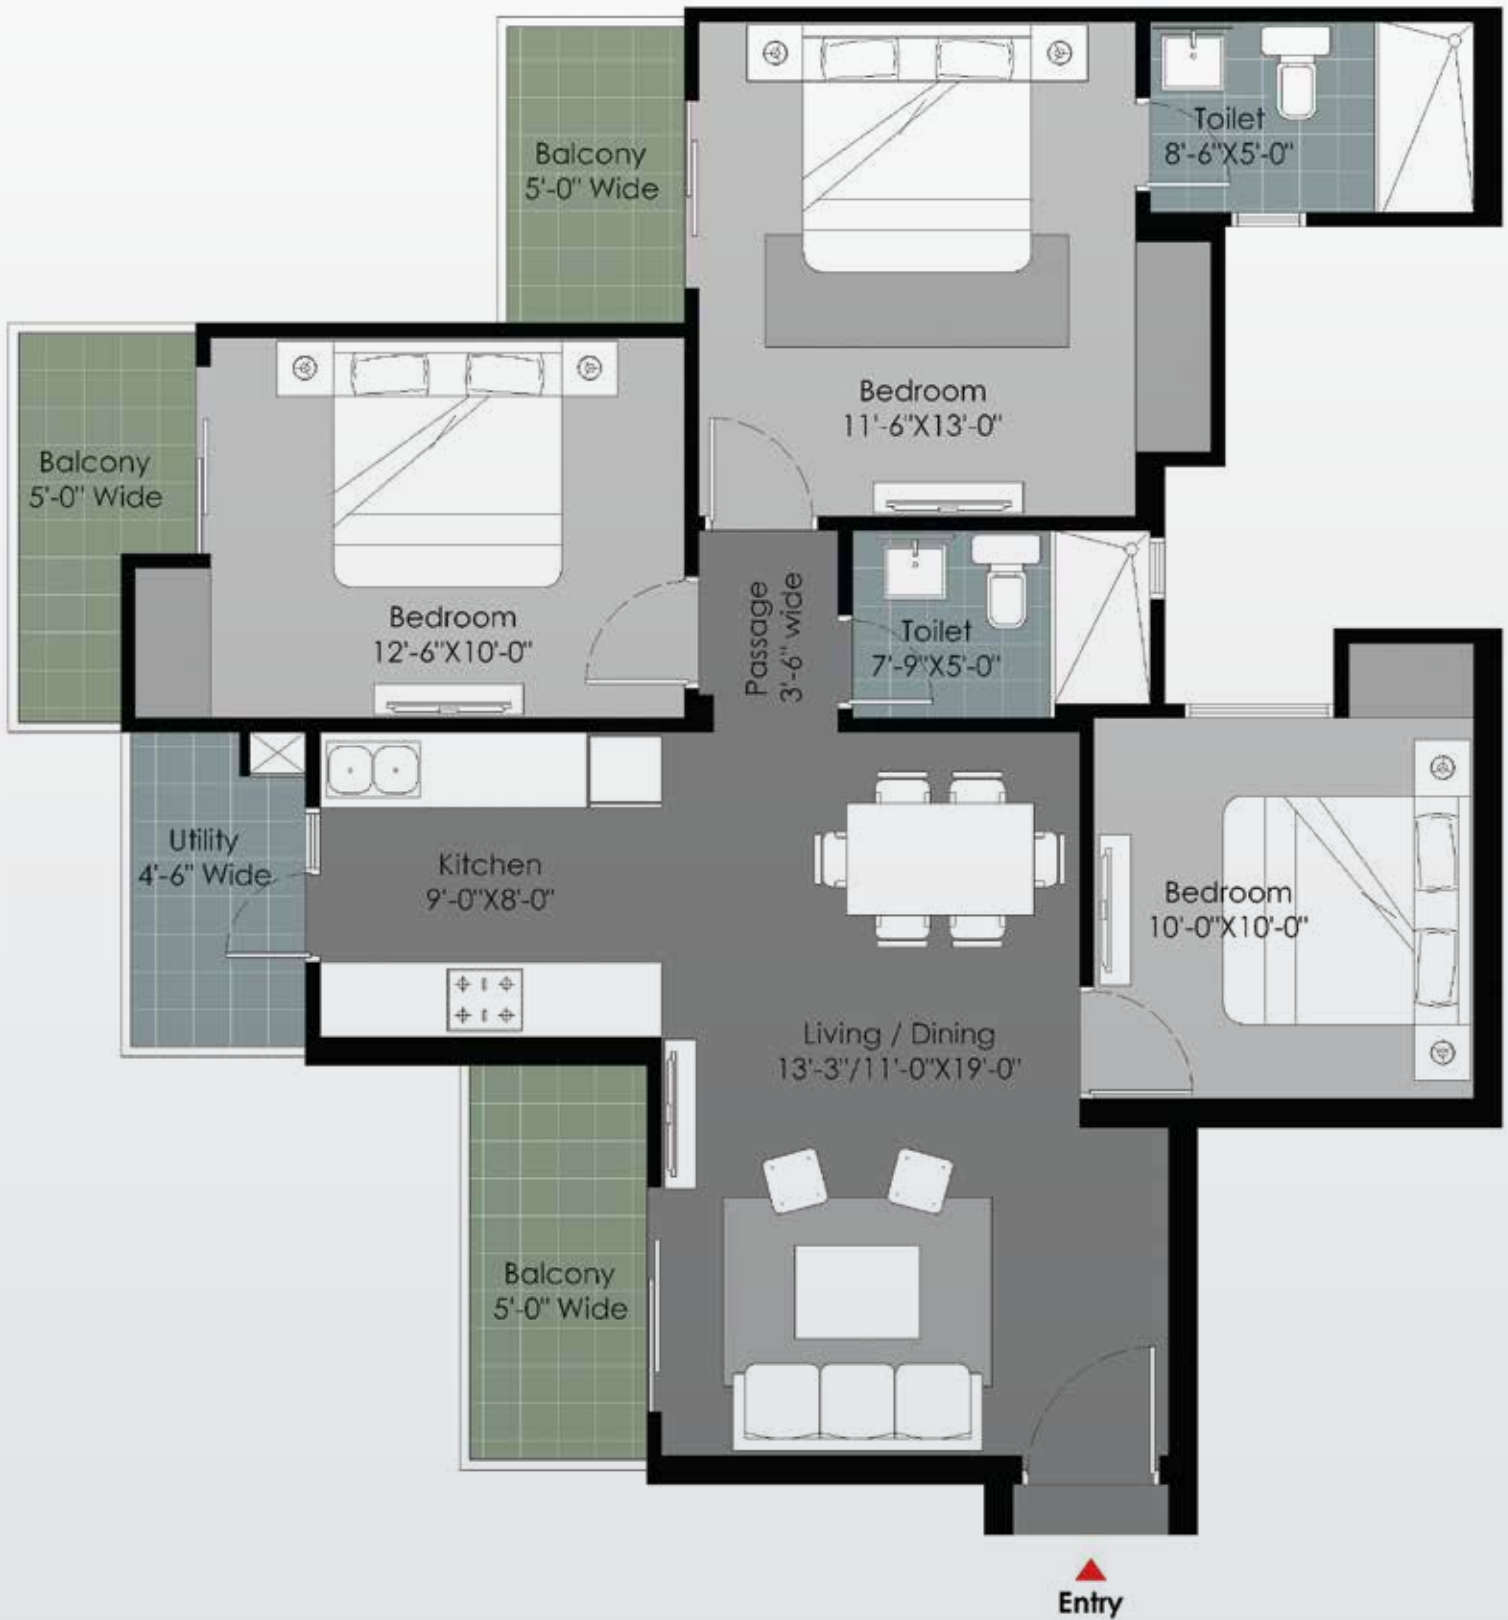 Balcony
5'-0" Wide
Toilet
8'-6"X5'-0"
Bedroom
11'-6"X13'-0"
Balcony
5'-0" Wide
Bedroom
12'-6"X10'-0"
Passage
3'-6" wide
Toilet
7'-9"X5'-0"
Utility
4'-6" Wide
Kitchen
9'-0"X8'-0"
Bedroom
10'-0"X10'-0"
Living / Dining
13'-3"/11'-0"X19'-0"
Balcony
5'-0" Wide
Entry